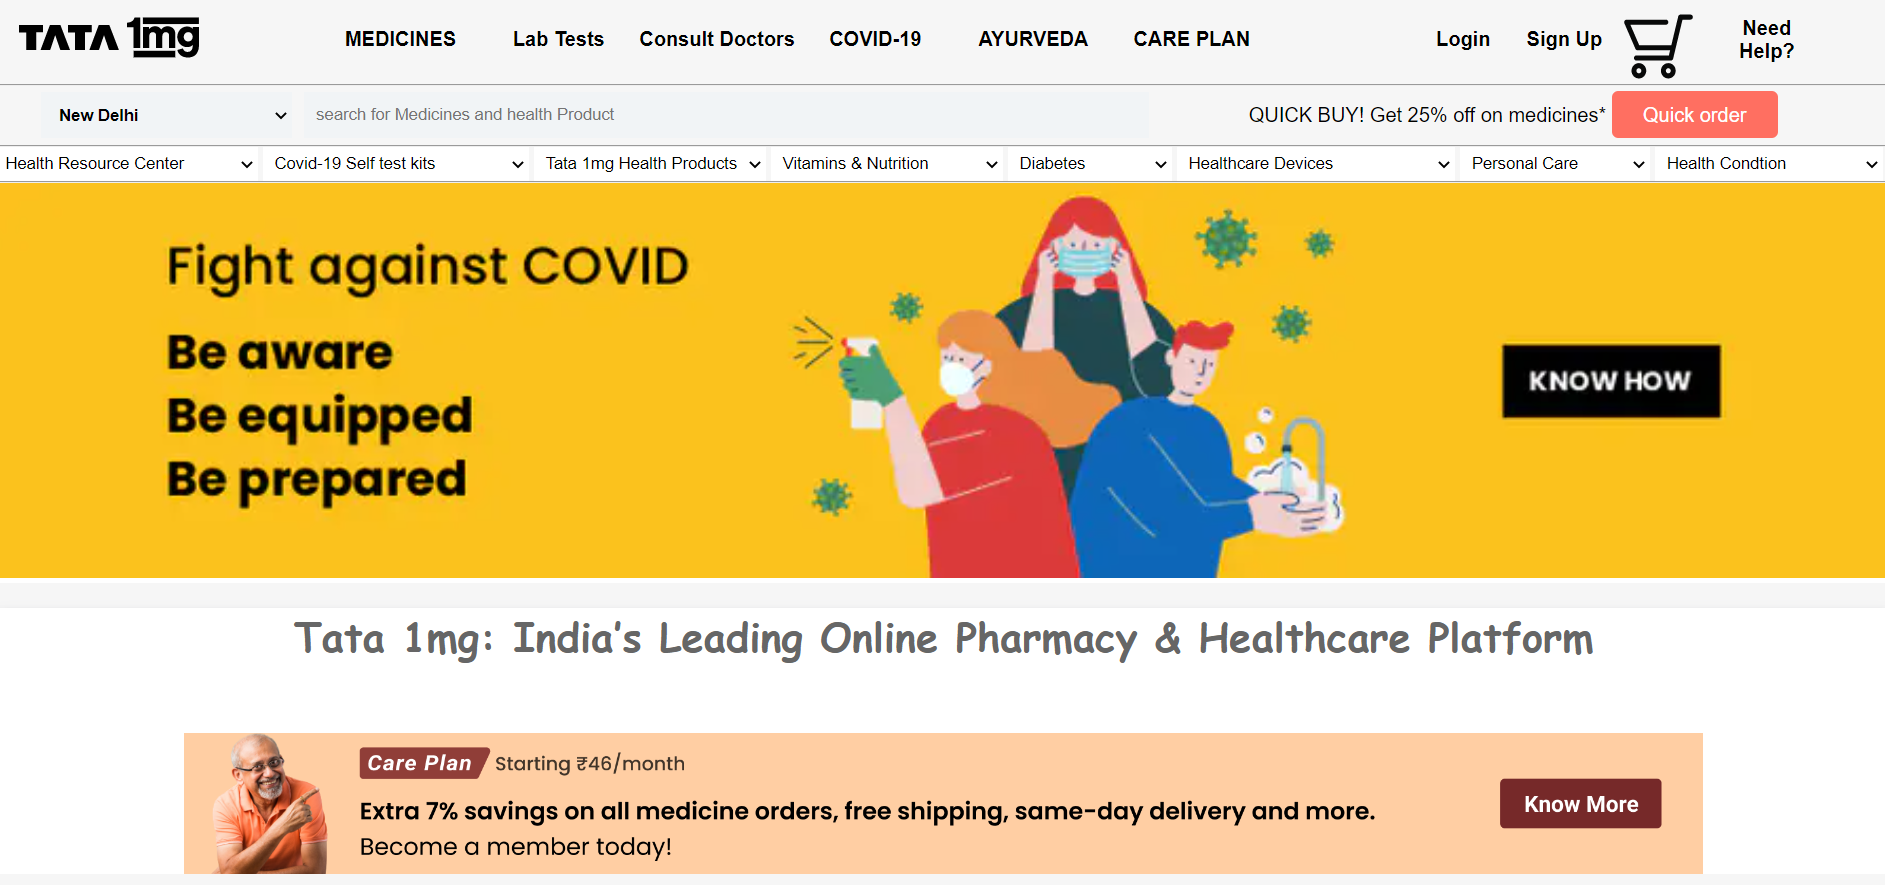 TATA 1mg
MEDICINES Lab Tests Consult Doctors COVID-19 AYURVEDA CARE PLAN Login Sign Up Need Help?
New Delhi search for Medicines and health Product QUICK BUY! Get 25% off on medicines* Quick order
Health Resource Center Covid-19 Self test kits Tata 1mg Health Products Vitamins & Nutrition Diabetes Healthcare Devices Personal Care Health Condtion
Fight against COVID
Be aware
Be equipped
Be prepared
KNOW HOW
Tata 1mg: India’s Leading Online Pharmacy & Healthcare Platform
Care Plan Starting ₹46/month
Extra 7% savings on all medicine orders, free shipping, same-day delivery and more.
Become a member today!
Know More